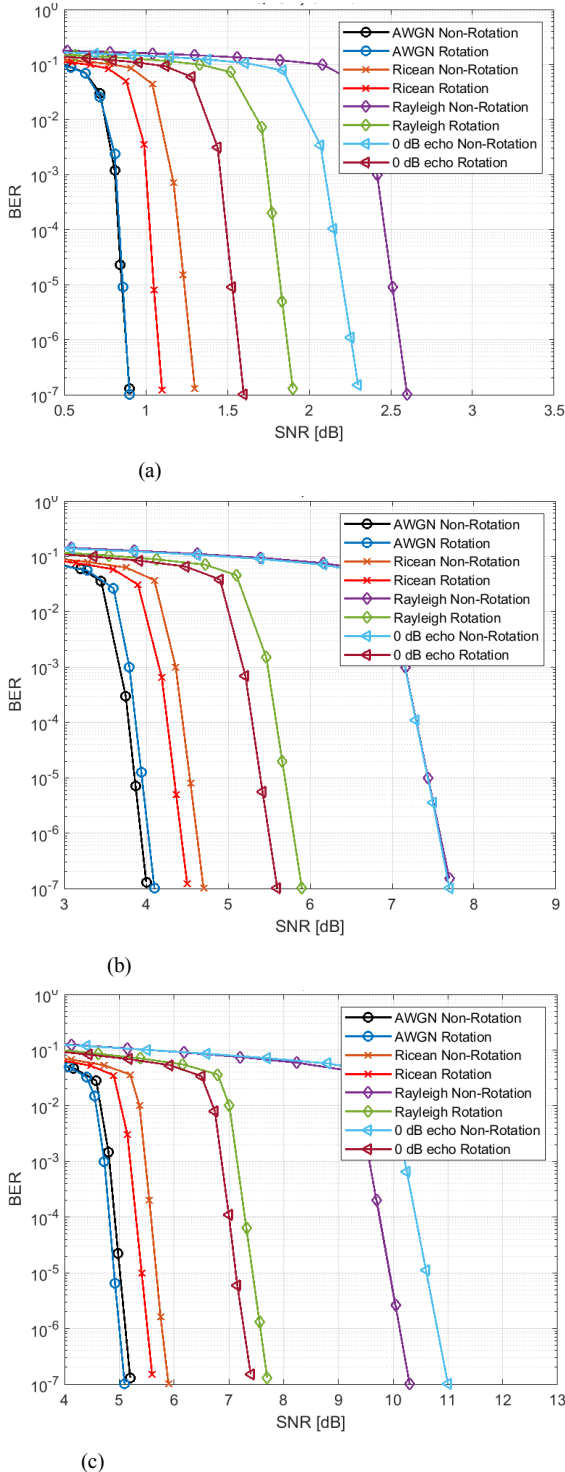 10^0
10^-1
10^-2
10^-3
10^-4
10^-5
10^-6
10^-7
BER
0.5 1 1.5 2 2.5 3 3.5
SNR [dB]
AWGN Non-Rotation
AWGN Rotation
Ricean Non-Rotation
Ricean Rotation
Rayleigh Non-Rotation
Rayleigh Rotation
0 dB echo Non-Rotation
0 dB echo Rotation
(a)
10^0
10^-1
10^-2
10^-3
10^-4
10^-5
10^-6
10^-7
BER
3 4 5 6 7 8 9
SNR [dB]
AWGN Non-Rotation
AWGN Rotation
Ricean Non-Rotation
Ricean Rotation
Rayleigh Non-Rotation
Rayleigh Rotation
0 dB echo Non-Rotation
0 dB echo Rotation
(b)
10^0
10^-1
10^-2
10^-3
10^-4
10^-5
10^-6
10^-7
BER
4 5 6 7 8 9 10 11 12 13
SNR [dB]
AWGN Non-Rotation
AWGN Rotation
Ricean Non-Rotation
Ricean Rotation
Rayleigh Non-Rotation
Rayleigh Rotation
0 dB echo Non-Rotation
0 dB echo Rotation
(c)